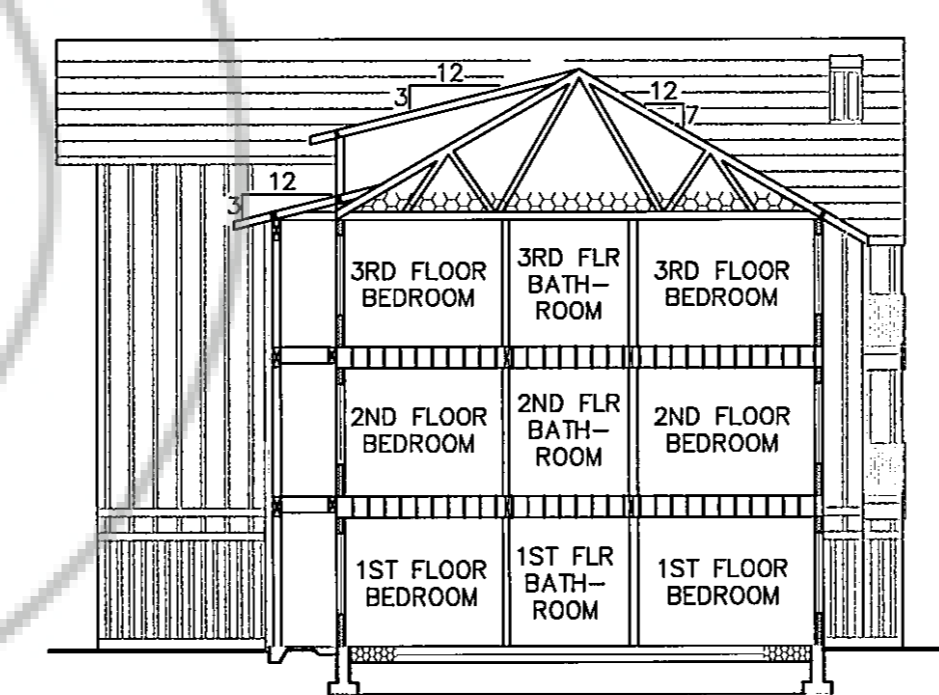 12
3
12
7
12
3
3RD FLOOR
BEDROOM
3RD FLR
BATH-
ROOM
3RD FLOOR
BEDROOM
2ND FLOOR
BEDROOM
2ND FLR
BATH-
ROOM
2ND FLOOR
BEDROOM
1ST FLOOR
BEDROOM
1ST FLR
BATH-
ROOM
1ST FLOOR
BEDROOM